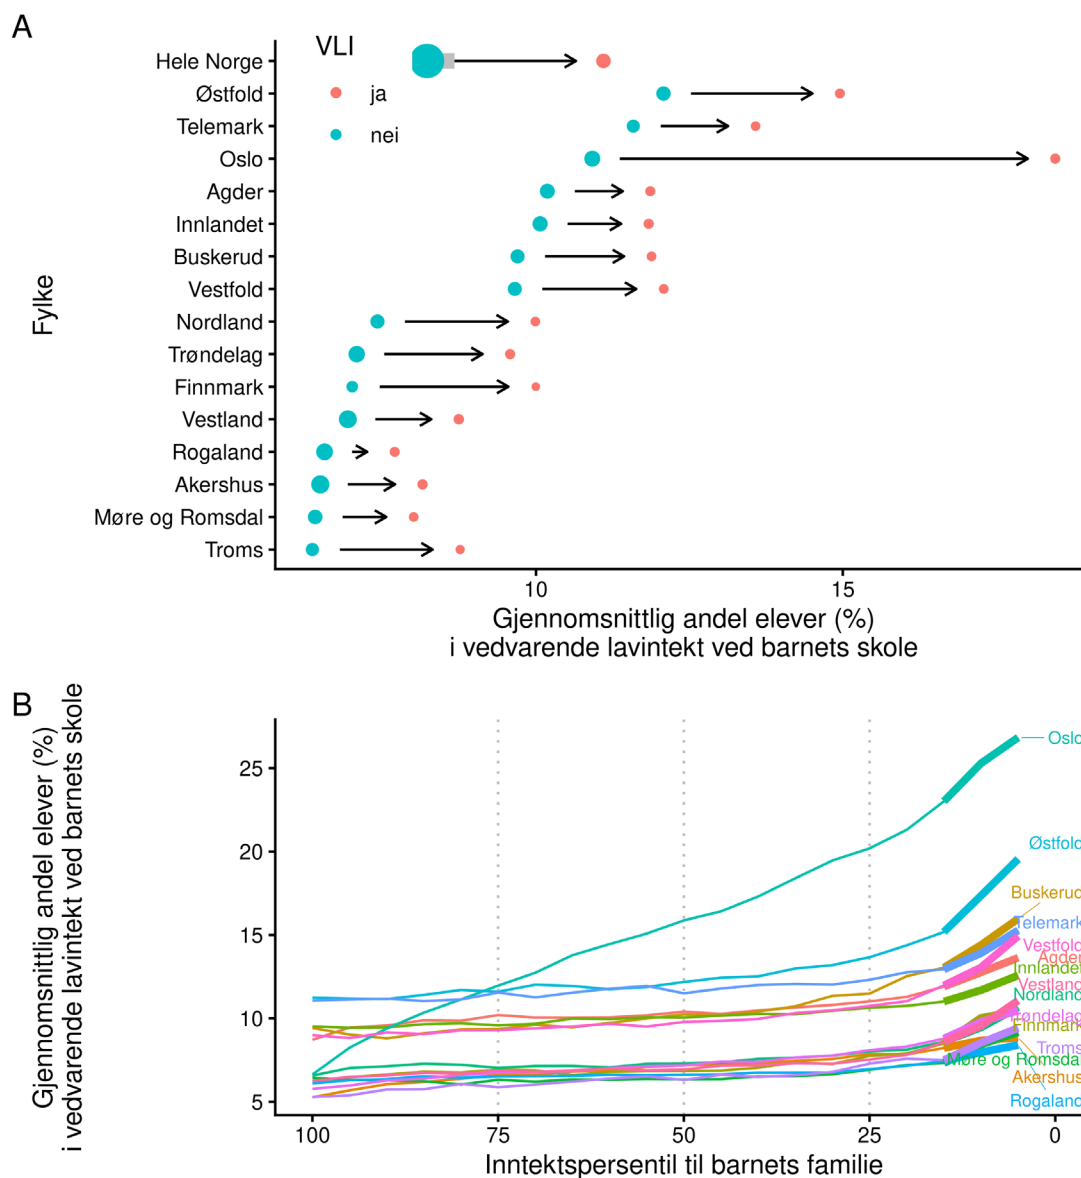 A
VLI
ja
nei
Hele Norge
Østfold
Telemark
Oslo
Agder
Innlandet
Buskerud
Vestfold
Nordland
Trøndelag
Finnmark
Vestland
Rogaland
Akershus
Møre og Romsdal
Troms
Fylke
10
15
Gjennomsnittlig andel elever (%)
i vedvarende lavintekt ved barnets skole
B
Gjennomsnittlig andel elever (%)
i vedvarende lavintekt ved barnets skole
25
20
15
10
5
Oslo
Østfold
Buskerud
Telemark
Vestfold
Agder
Innlandet
Vestland
Nordland
Trøndelag
Finnmark
Troms
Møre og Romsdal
Akershus
Rogaland
100
75
50
25
0
Inntektspersentil til barnets familie